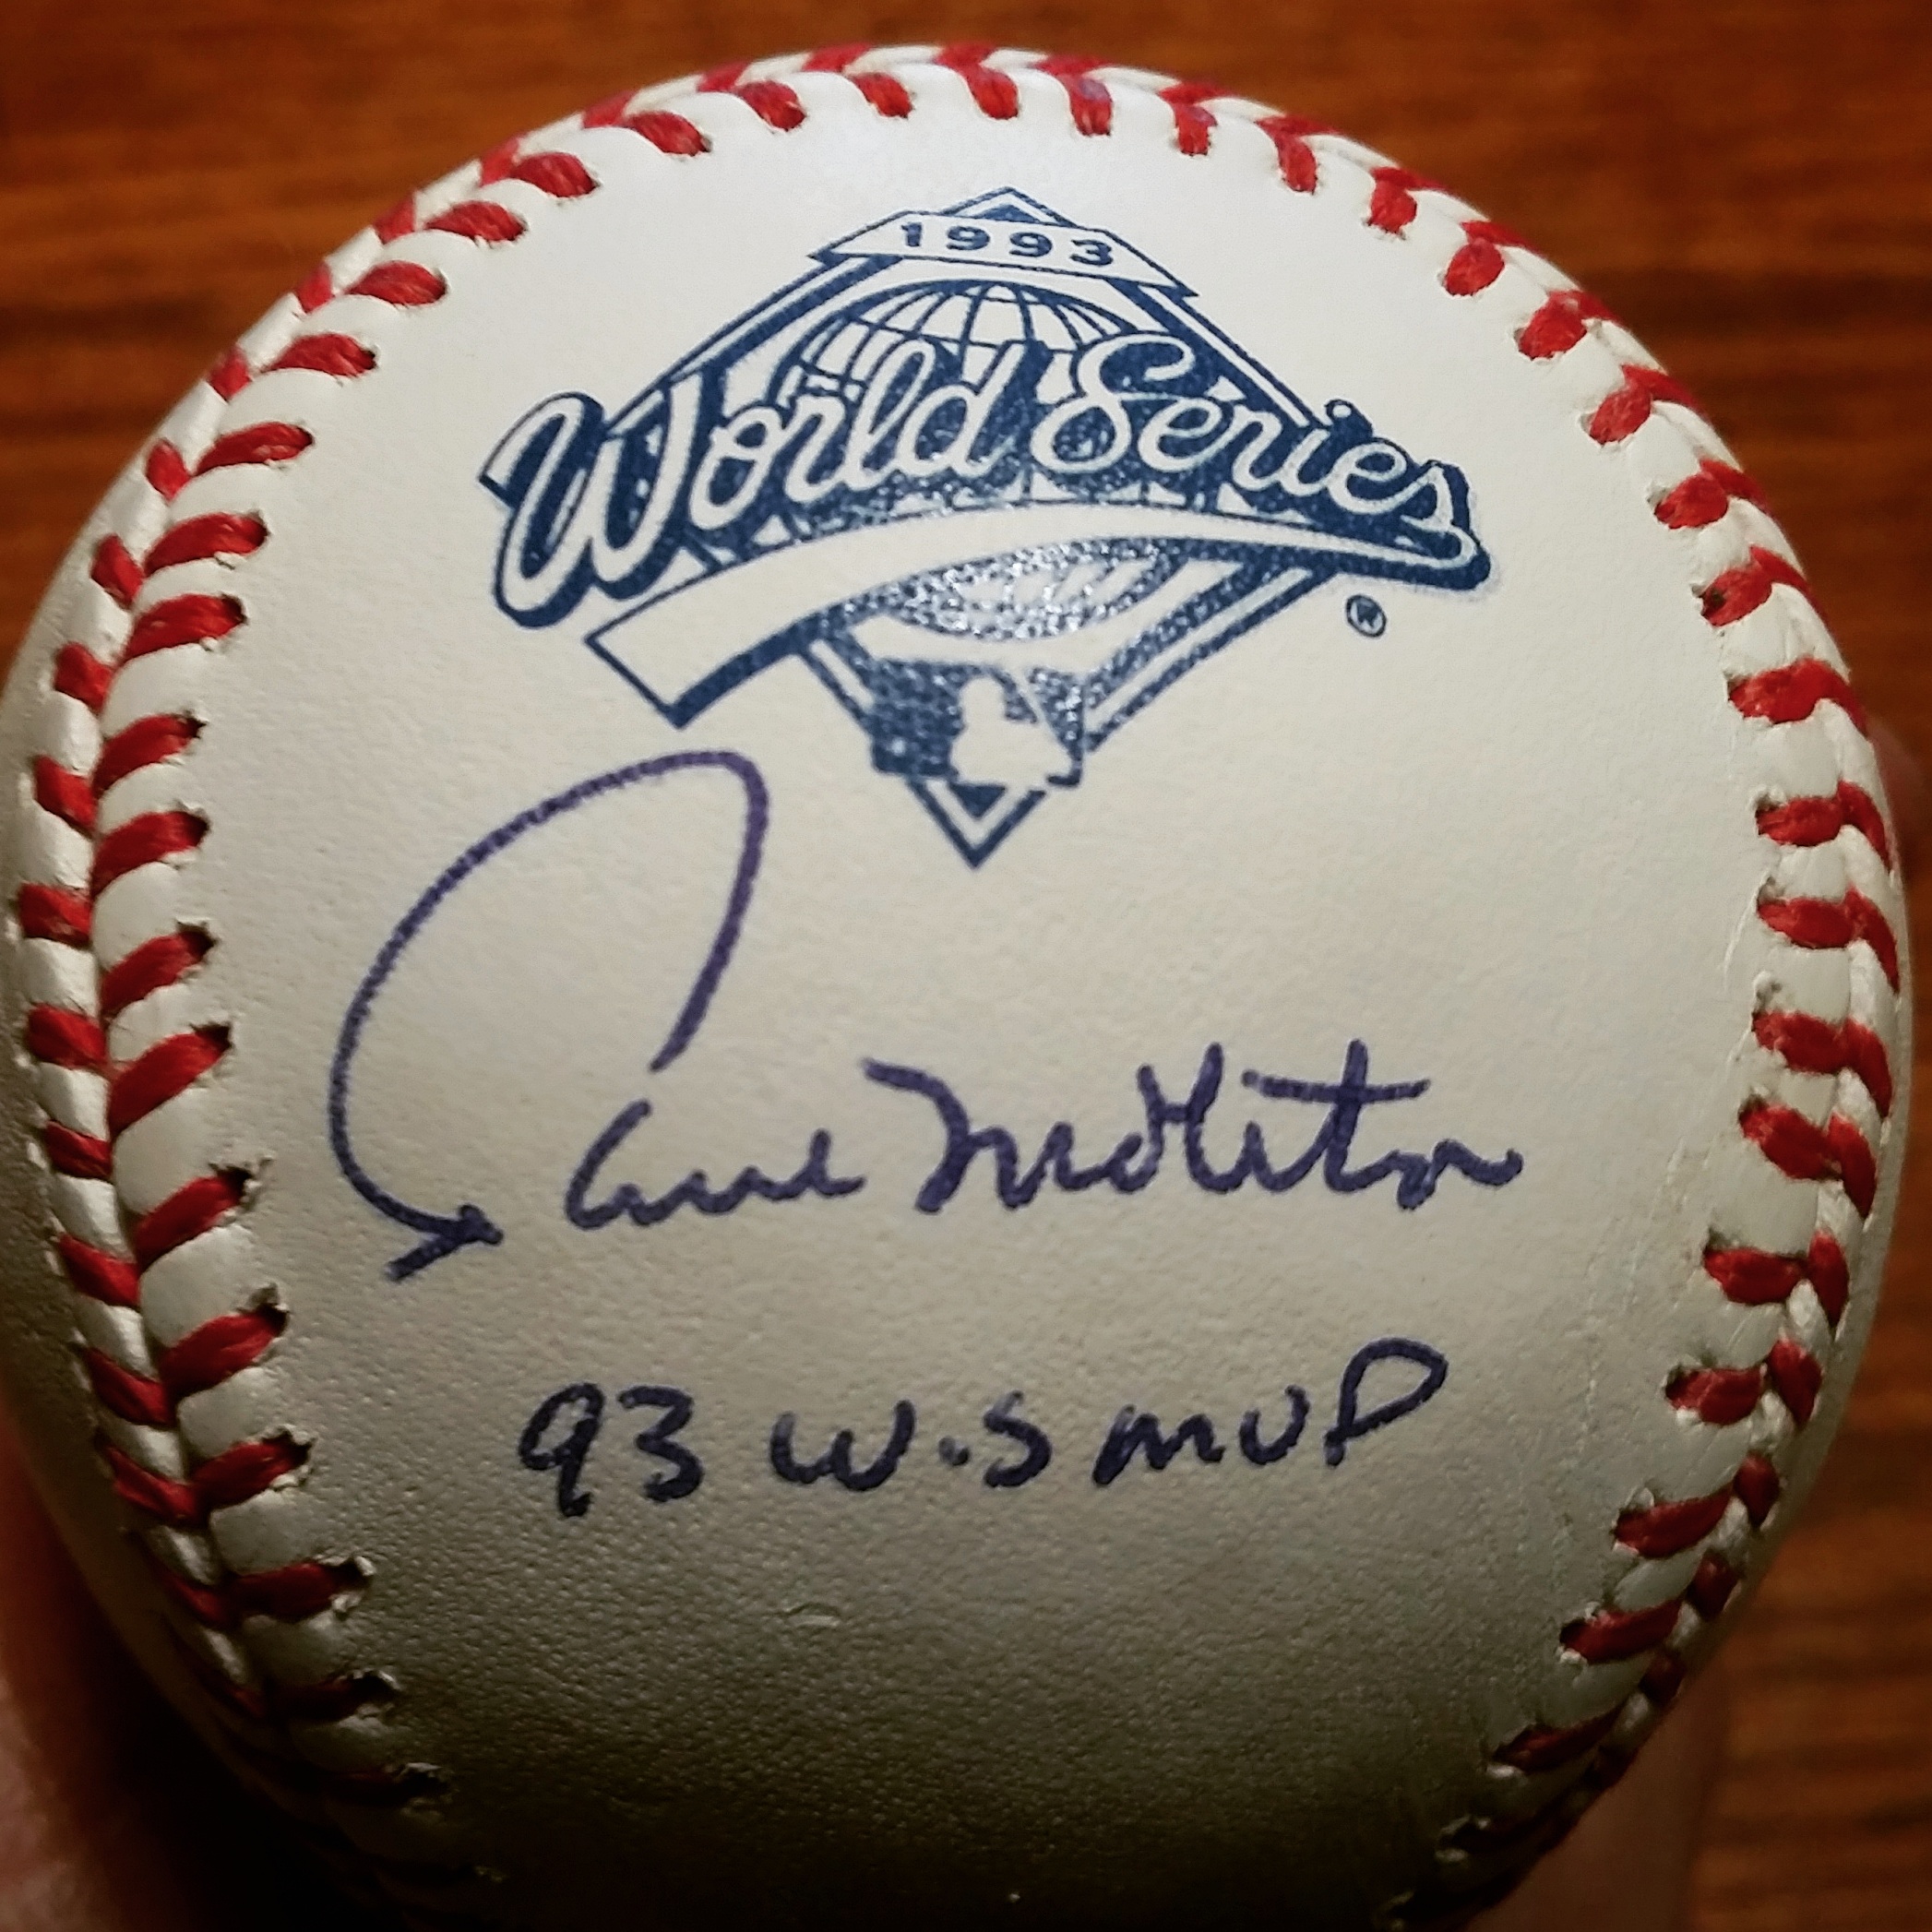 1993
World Series
®
Paul Molitor
93 W.S MVP